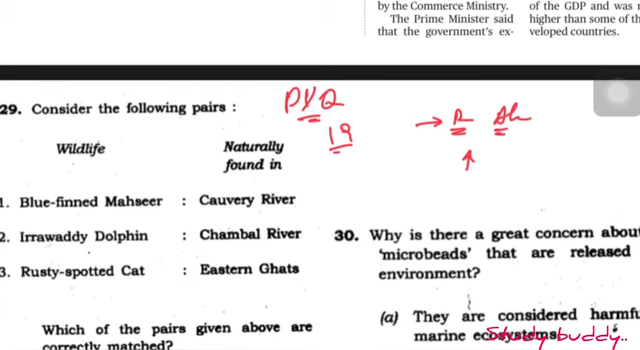 by the Commerce Ministry.
The Prime Minister said
that the government's ex-
of the GDP and was
higher than some of th
veloped countries.
PYQ
19
→ R
29. Consider the following pairs :
Wildlife
Naturally
found in
1. Blue-finned Mahseer : Cauvery River
2. Irrawaddy Dolphin : Chambal River
3. Rusty-spotted Cat : Eastern Ghats
Which of the pairs given above are
correctly matched?
30. Why is there a great concern about
'microbeads' that are released
environment?
(a) They are considered harmfu
marine ecosystems
Study buddy..